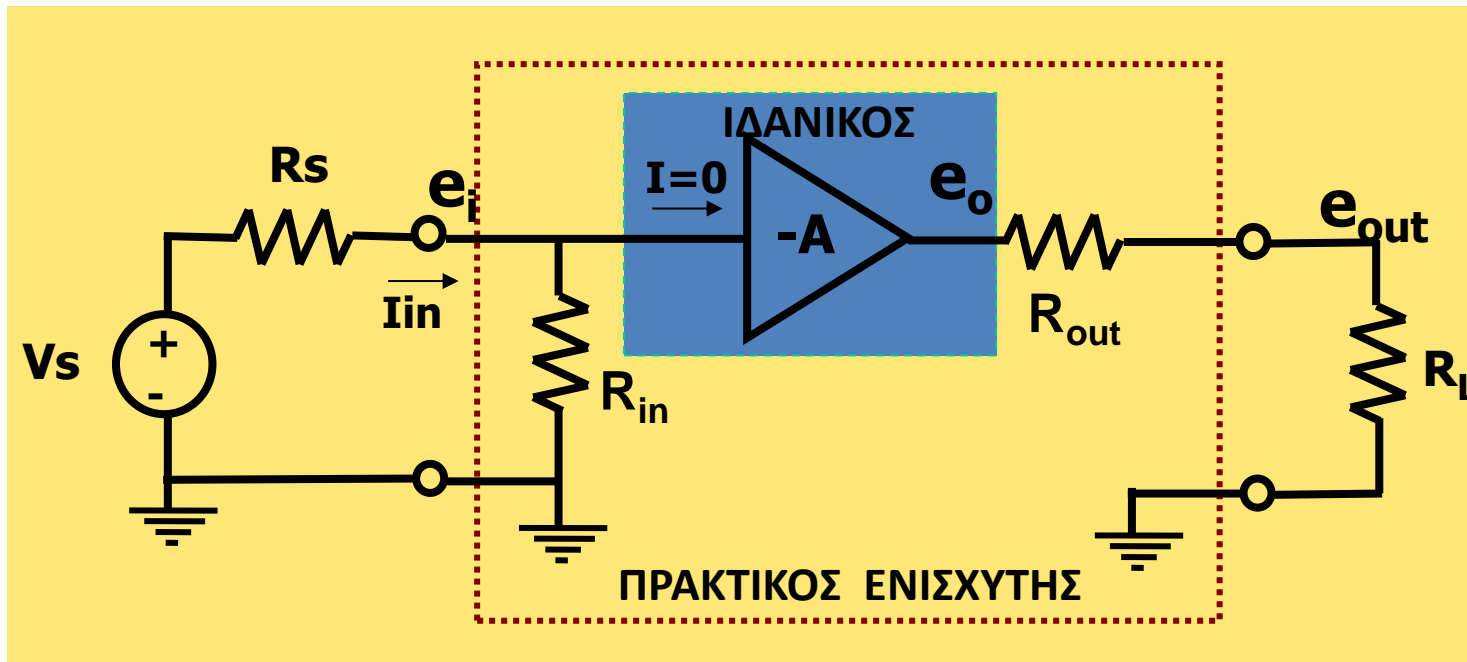 ΙΔΑΝΙΚΟΣ
Rs
ei
I=0
eo
eout
-A
Iin
Rout
Vs
+
-
Rin
RL
ΠΡΑΚΤΙΚΟΣ ΕΝΙΣΧΥΤΗΣ